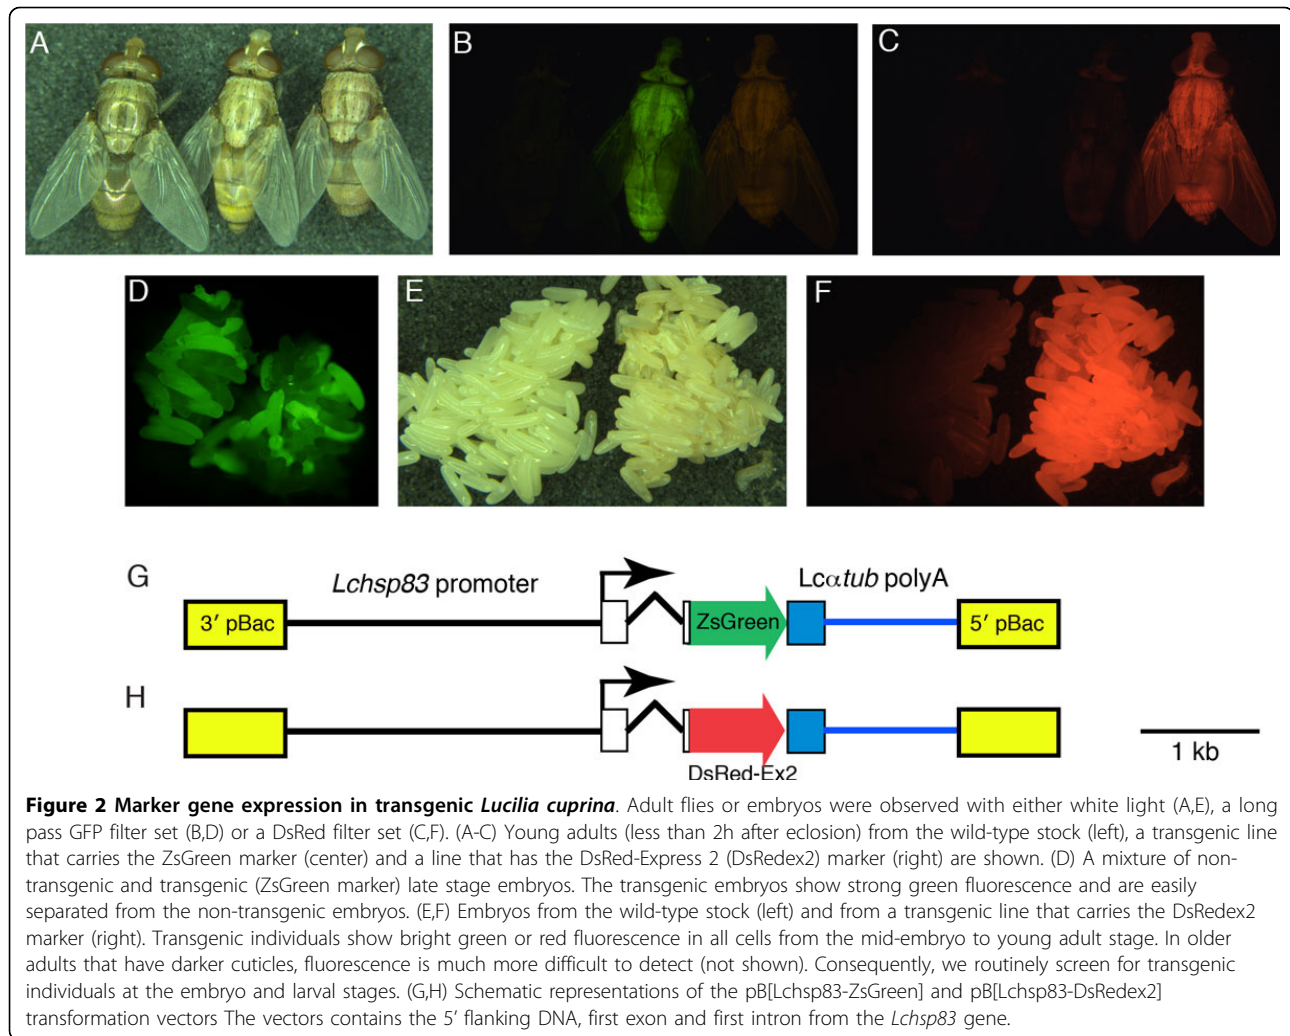 A
B
C
D
E
F
G
Lchsp83 promoter
Lcαtub polyA
3′ pBac
ZsGreen
5′ pBac
H
DsRed-Ex2
1 kb
Figure 2 Marker gene expression in transgenic Lucilia cuprina. Adult flies or embryos were observed with either white light (A,E), a long
pass GFP filter set (B,D) or a DsRed filter set (C,F). (A-C) Young adults (less than 2h after eclosion) from the wild-type stock (left), a transgenic line
that carries the ZsGreen marker (center) and a line that has the DsRed-Express 2 (DsRedex2) marker (right) are shown. (D) A mixture of non-
transgenic and transgenic (ZsGreen marker) late stage embryos. The transgenic embryos show strong green fluorescence and are easily
separated from the non-transgenic embryos. (E,F) Embryos from the wild-type stock (left) and from a transgenic line that carries the DsRedex2
marker (right). Transgenic individuals show bright green or red fluorescence in all cells from the mid-embryo to young adult stage. In older
adults that have darker cuticles, fluorescence is much more difficult to detect (not shown). Consequently, we routinely screen for transgenic
individuals at the embryo and larval stages. (G,H) Schematic representations of the pB[Lchsp83-ZsGreen] and pB[Lchsp83-DsRedex2]
transformation vectors The vectors contains the 5′ flanking DNA, first exon and first intron from the Lchsp83 gene.